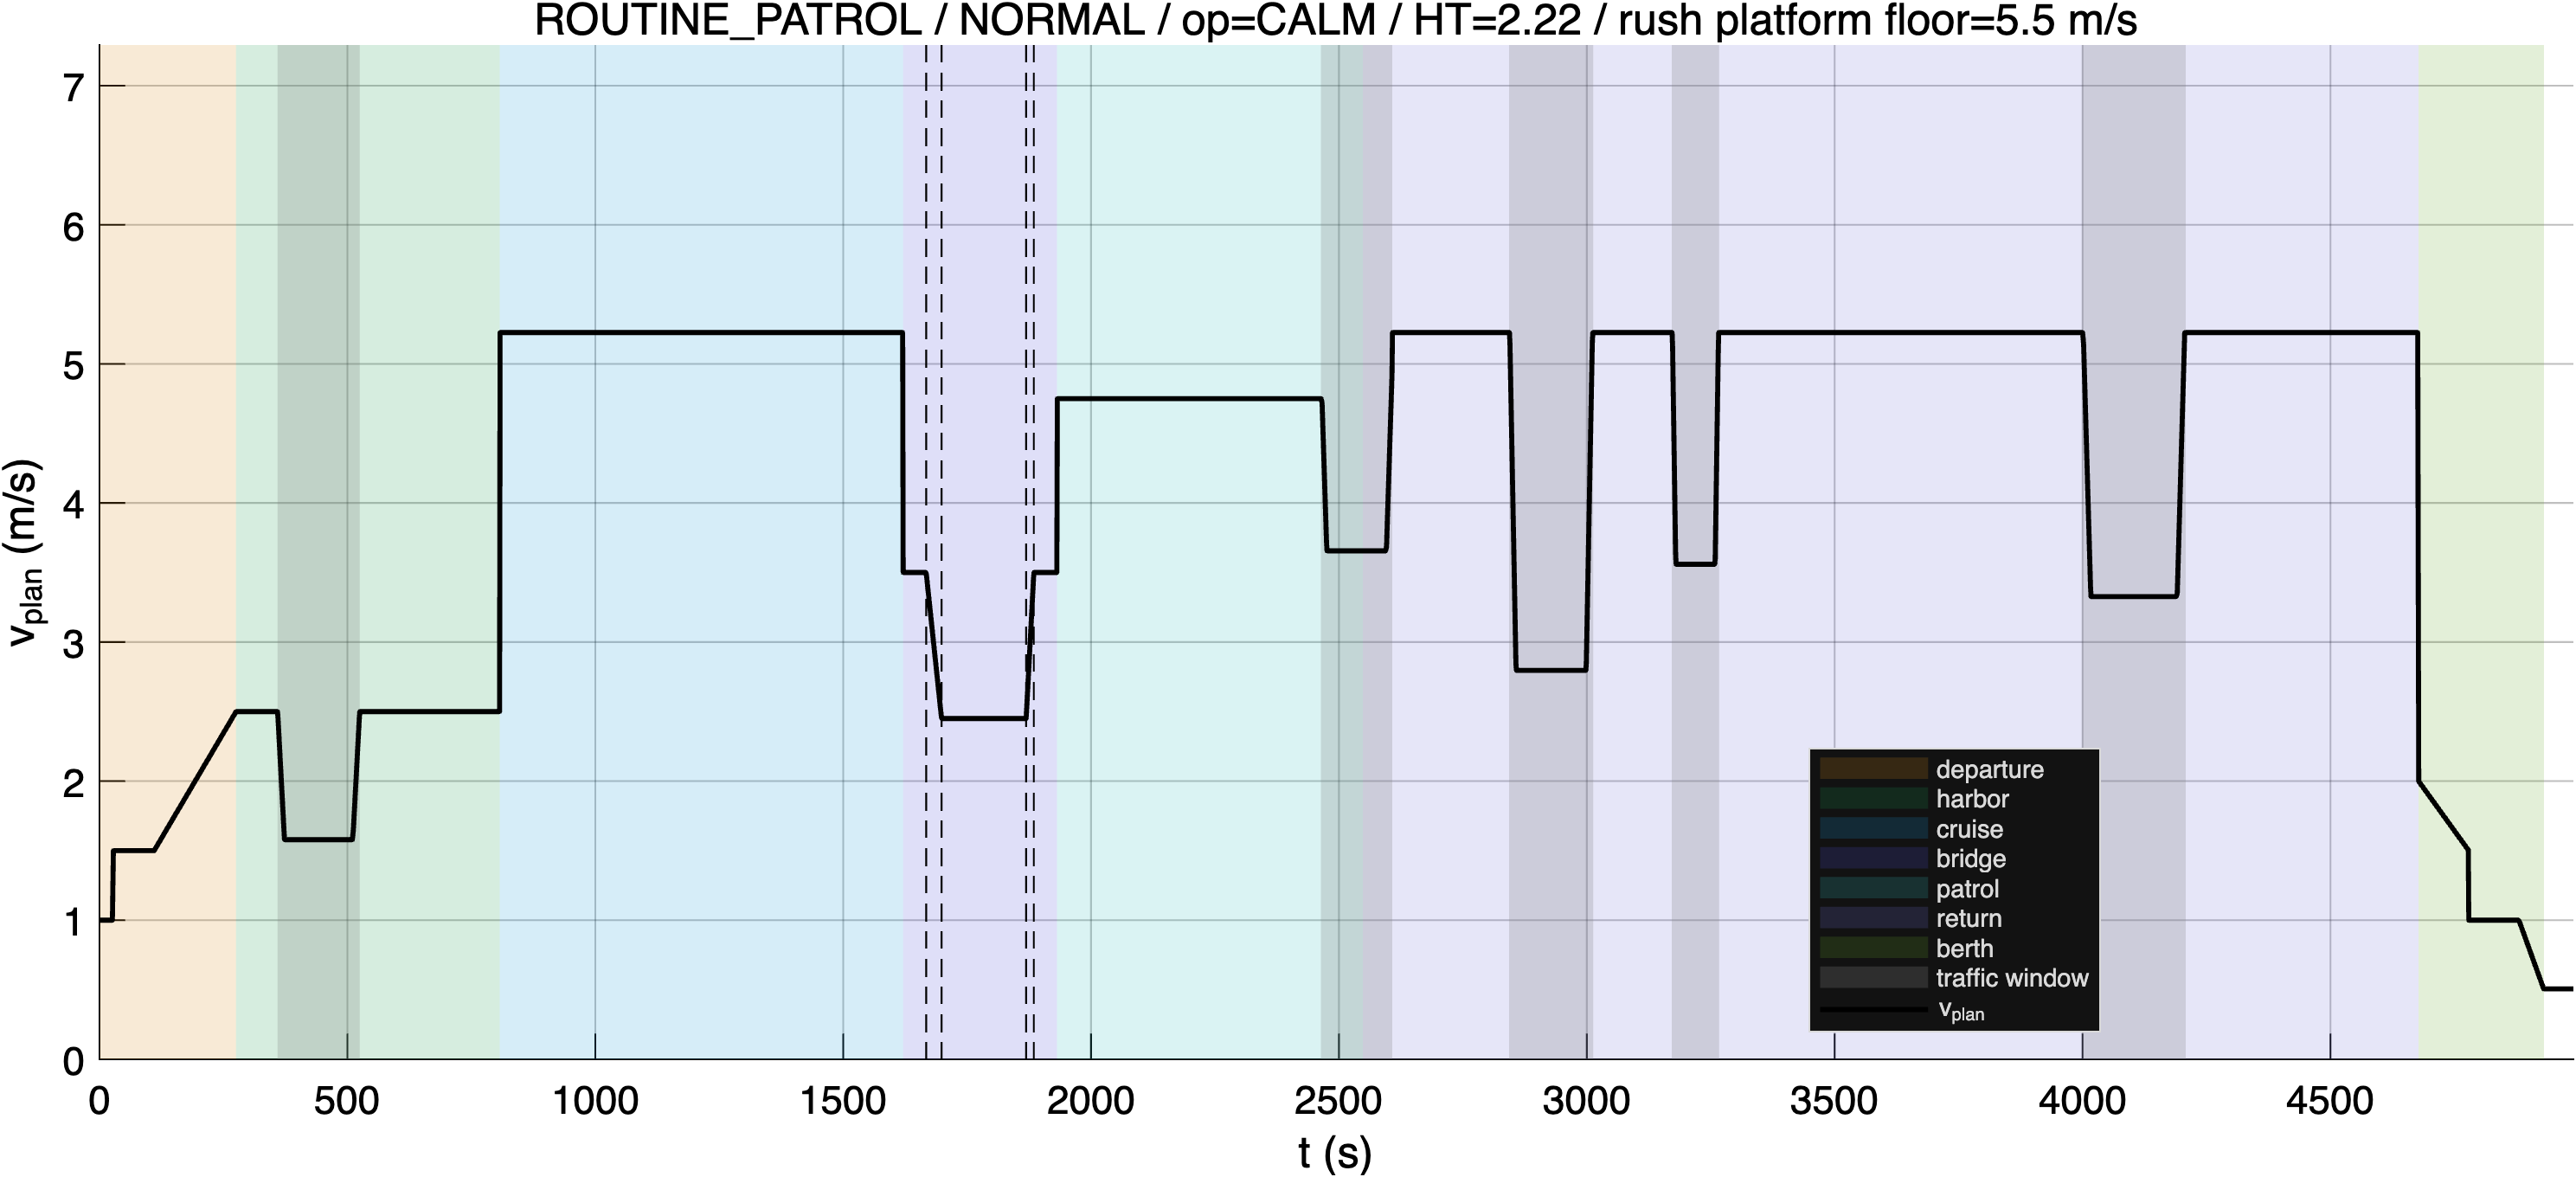 ROUTINE_PATROL / NORMAL / op=CALM / HT=2.22 / rush platform floor=5.5 m/s
7
6
5
4
3
2
1
0
v_plan (m/s)
0 500 1000 1500 2000 2500 3000 3500 4000 4500
t (s)
departure
harbor
cruise
bridge
patrol
return
berth
traffic window
v_plan